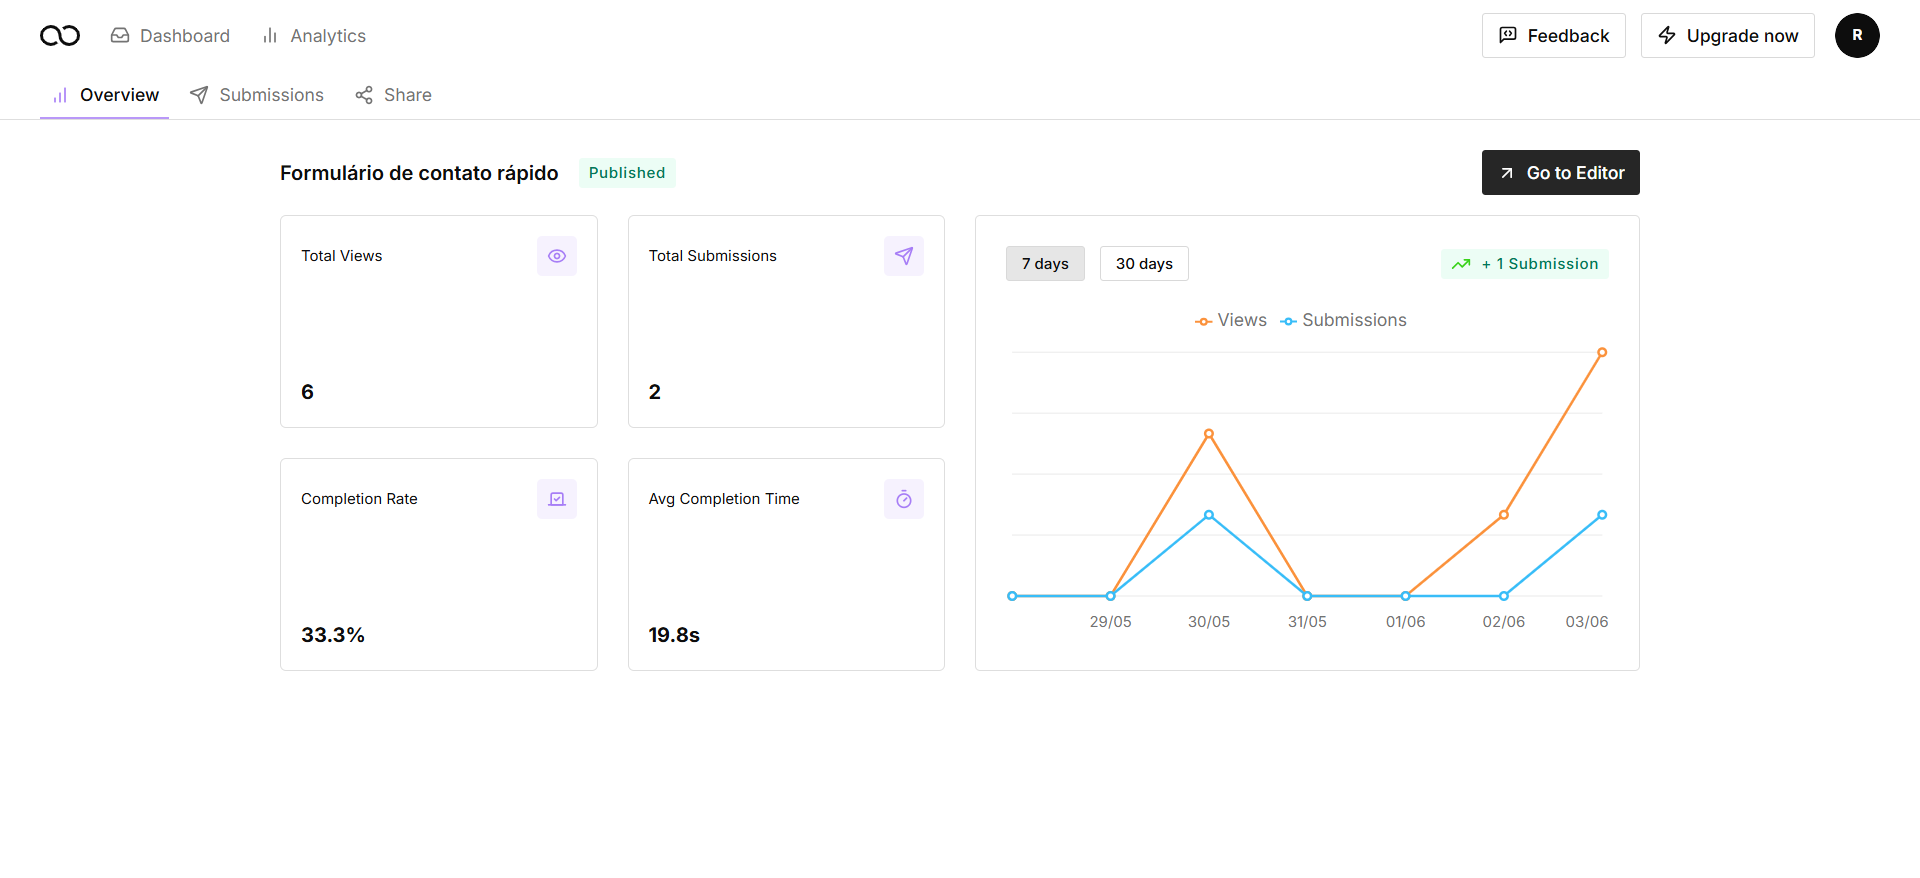 Dashboard
Analytics
Feedback
Upgrade now
R
Overview
Submissions
Share
Formulário de contato rápido
Published
Go to Editor
Total Views
6
Total Submissions
2
Completion Rate
33.3%
Avg Completion Time
19.8s
7 days
30 days
+ 1 Submission
Views
Submissions
29/05
30/05
31/05
01/06
02/06
03/06